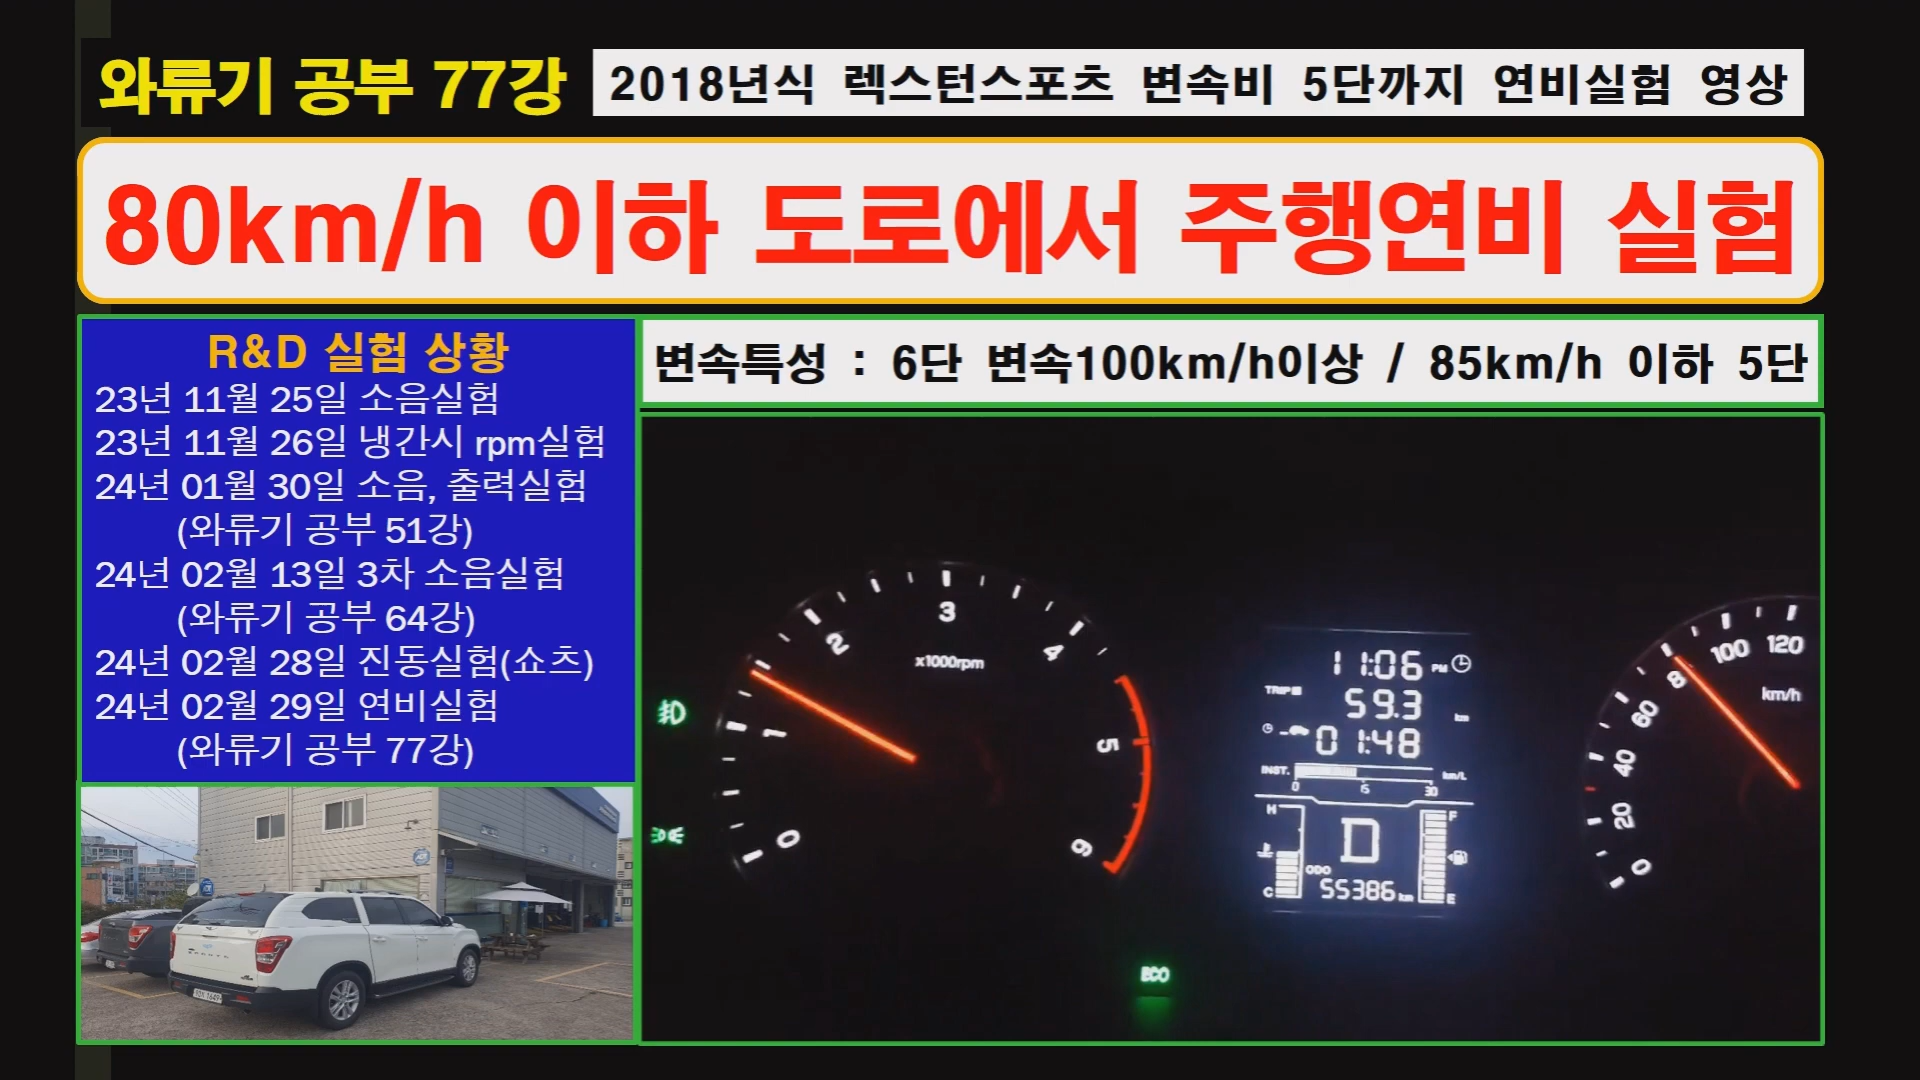 와류기 공부 77강
2018년식 렉스턴스포츠 변속비 5단까지 연비실험 영상
80km/h 이하 도로에서 주행연비 실험
R&D 실험 상황
23년 11월 25일 소음실험
23년 11월 26일 냉간시 rpm실험
24년 01월 30일 소음, 출력실험
(와류기 공부 51강)
24년 02월 13일 3차 소음실험
(와류기 공부 64강)
24년 02월 28일 진동실험(쇼츠)
24년 02월 29일 연비실험
(와류기 공부 77강)
변속특성 : 6단 변속100km/h이상 / 85km/h 이하 5단
0 1 2 3 4 5 6
x1000rpm
11:06 PM
TRIP 59.3 km
01:48
INST. km/L
0 15 30
H F
D
ODO
C 55386 km E
ECO
0 20 40 60 80 100 120
km/h